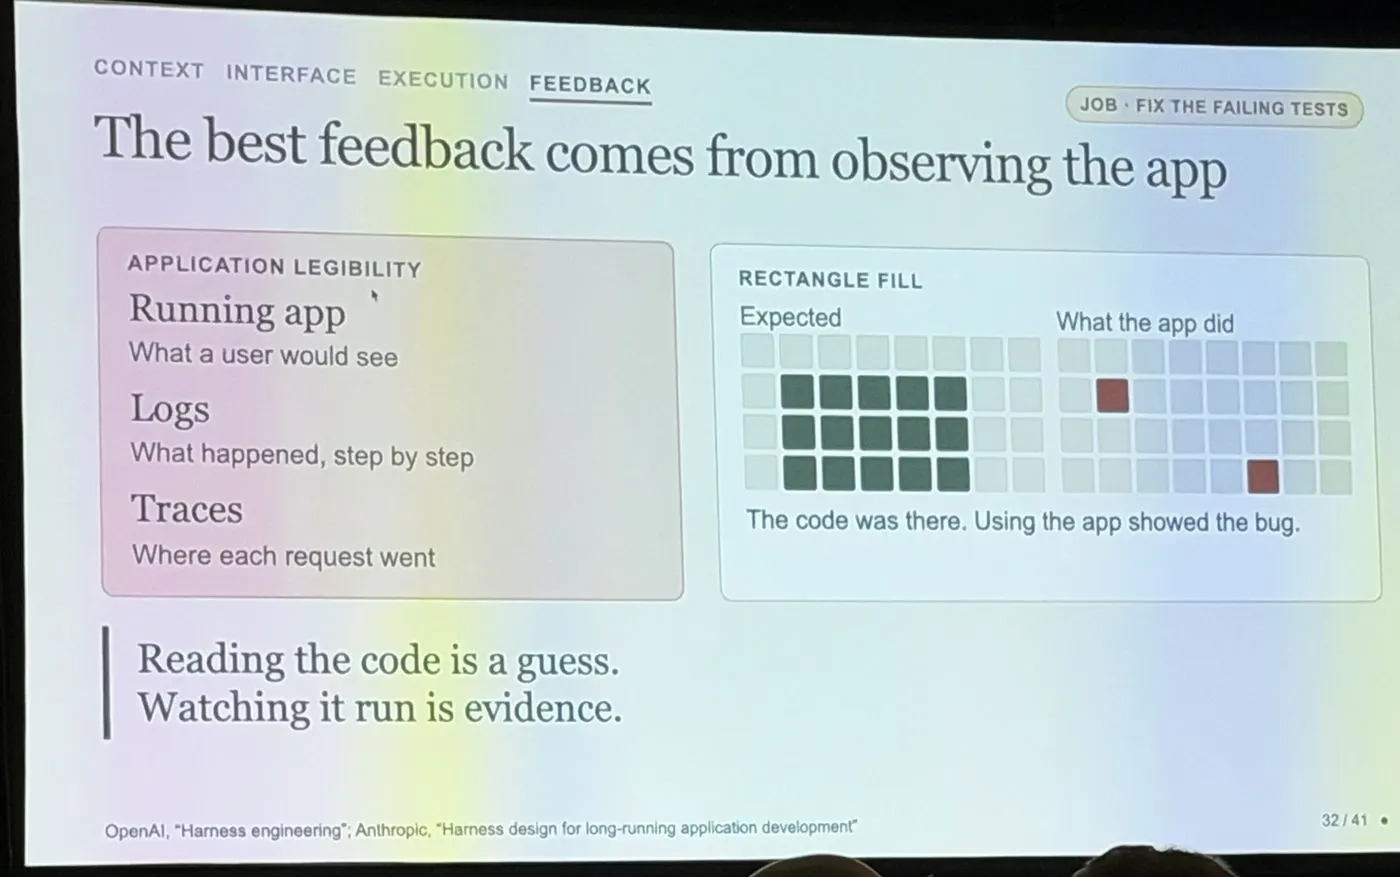 CONTEXT INTERFACE EXECUTION FEEDBACK
JOB · FIX THE FAILING TESTS
The best feedback comes from observing the app
APPLICATION LEGIBILITY
Running app
What a user would see
Logs
What happened, step by step
Traces
Where each request went
RECTANGLE FILL
Expected
What the app did
The code was there. Using the app showed the bug.
Reading the code is a guess.
Watching it run is evidence.
OpenAI, "Harness engineering"; Anthropic, "Harness design for long-running application development"
32 / 41